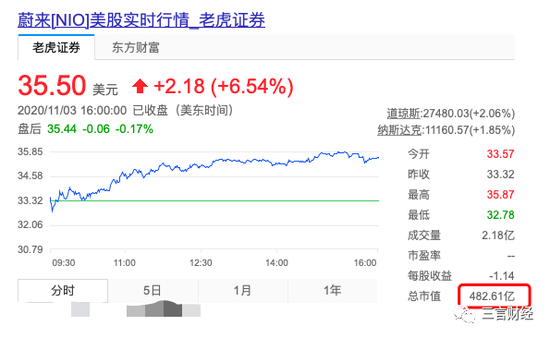 蔚来[NIO]美股实时行情_老虎证券
老虎证券 东方财富
35.50 美元 +2.18 (+6.54%)
2020/11/03 16:00:00 已收盘（美东时间）
盘后 35.44 -0.06 -0.17%
道琼斯:27480.03(+2.06%)
纳斯达克:11160.57(+1.85%)
35.85
34.58
33.32
32.06
30.79
09:30 11:00 12:30 14:00 16:00
今开 33.57
昨收 33.32
最高 35.87
最低 32.78
成交量 2.18亿
市盈率 --
每股收益 -1.14
总市值 482.61亿
分时 5日 1月 1年
三言财经